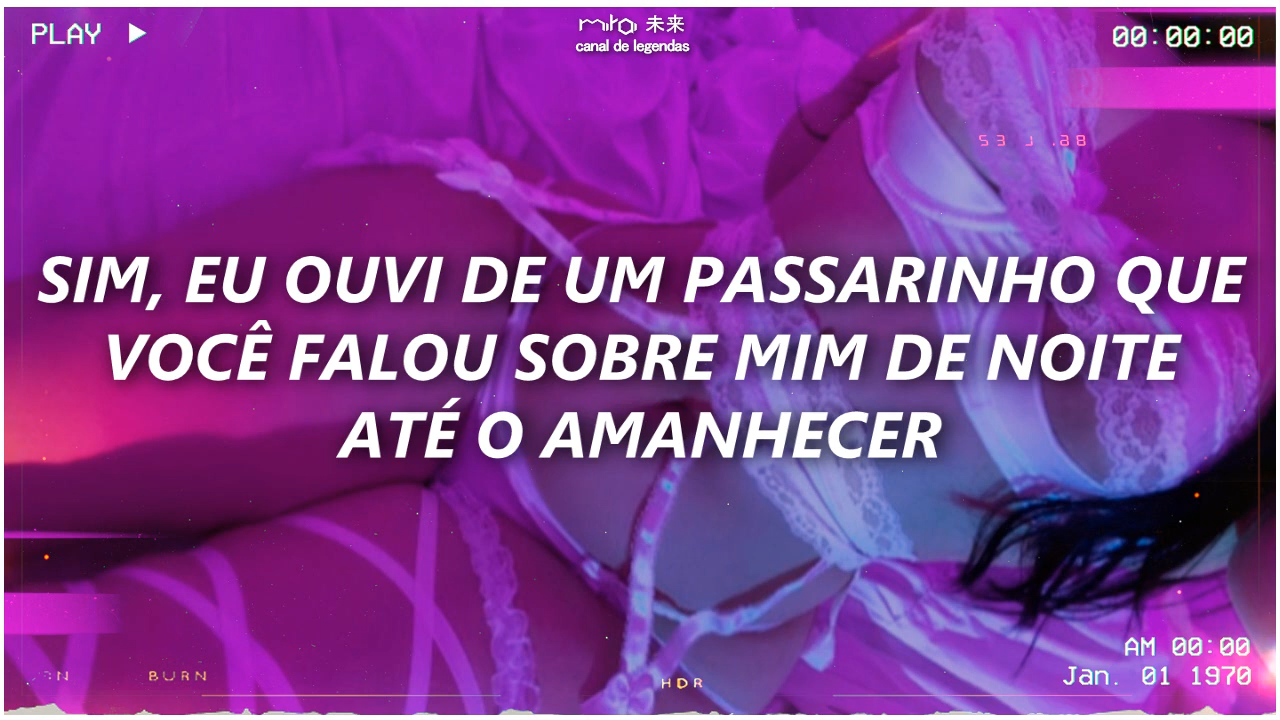 PLAY
mirai 未来
canal de legendas
00:00:00
SIM, EU OUVI DE UM PASSARINHO QUE
VOCÊ FALOU SOBRE MIM DE NOITE
ATÉ O AMANHECER
AM 00:00
BURN
HDR
Jan. 01 1970